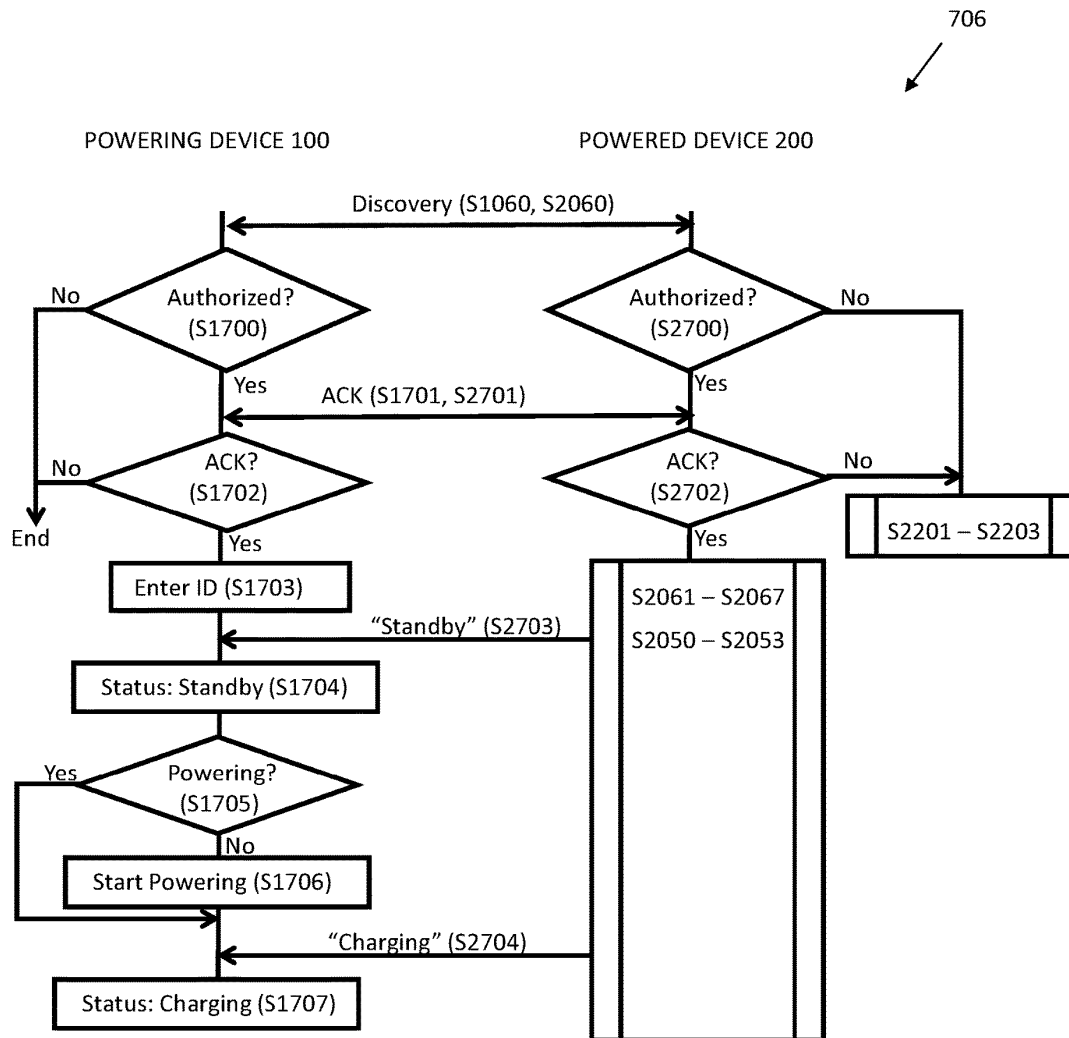 706
POWERING DEVICE 100
POWERED DEVICE 200
Discovery (S1060, S2060)
No
Authorized?
(S1700)
Authorized?
(S2700)
No
Yes
ACK (S1701, S2701)
Yes
No
ACK?
(S1702)
ACK?
(S2702)
No
End
Yes
Yes
S2201 – S2203
Enter ID (S1703)
S2061 – S2067
“Standby” (S2703)
S2050 – S2053
Status: Standby (S1704)
Yes
Powering?
(S1705)
No
Start Powering (S1706)
“Charging” (S2704)
Status: Charging (S1707)